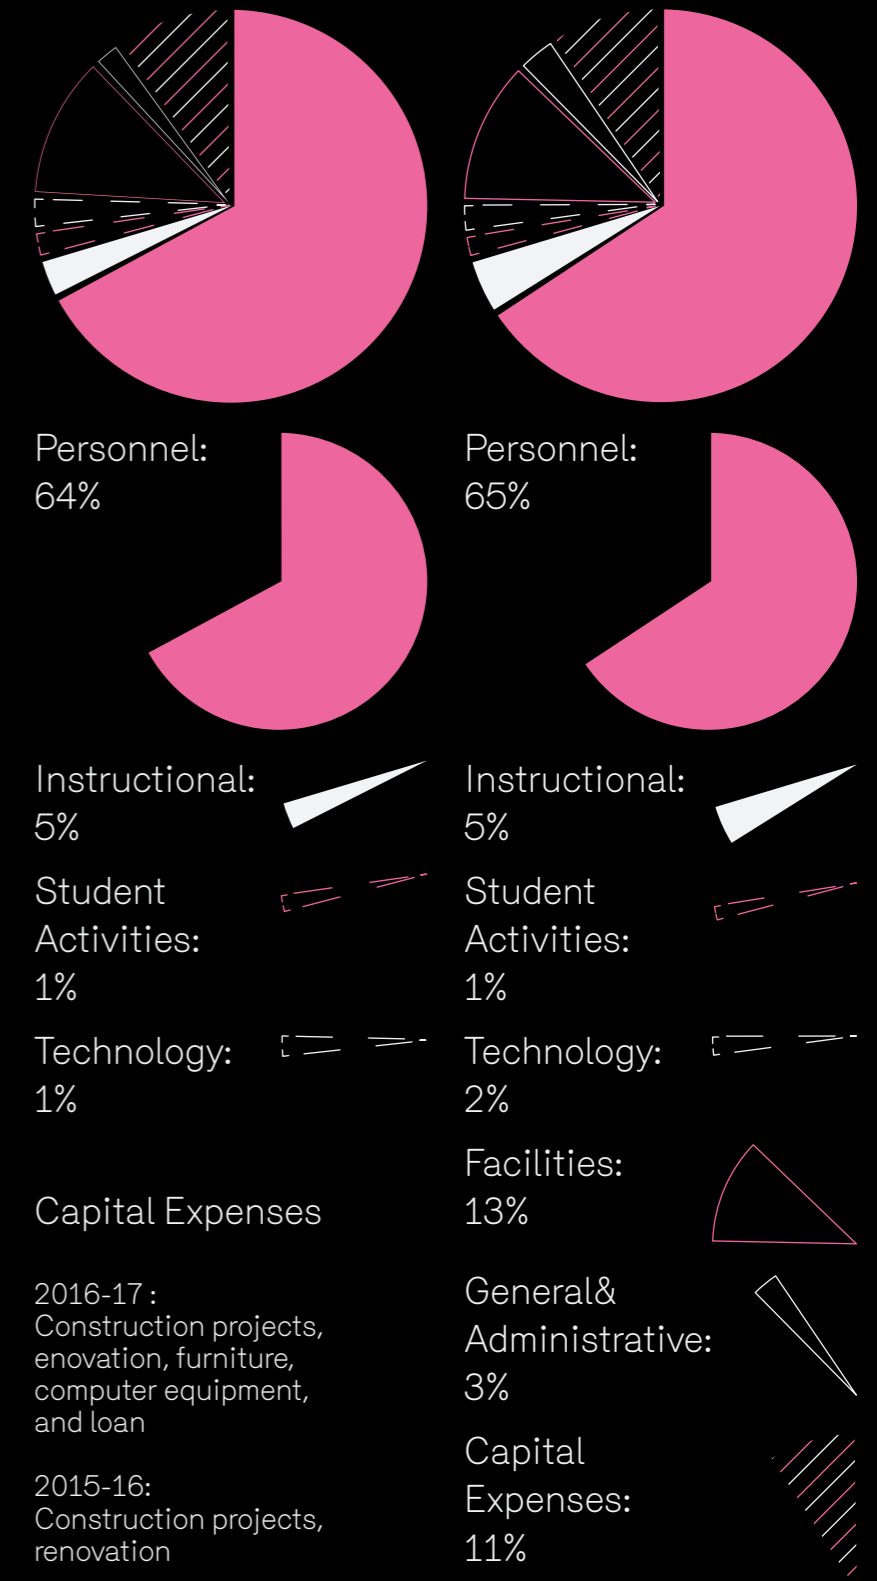 Personnel:
64%
Instructional:
5%
Student
Activities:
1%
Technology:
1%
Capital Expenses
2016-17 :
Construction projects,
enovation, furniture,
computer equipment,
and loan
2015-16:
Construction projects,
renovation
Personnel:
65%
Instructional:
5%
Student
Activities:
1%
Technology:
2%
Facilities:
13%
General&
Administrative:
3%
Capital
Expenses:
11%